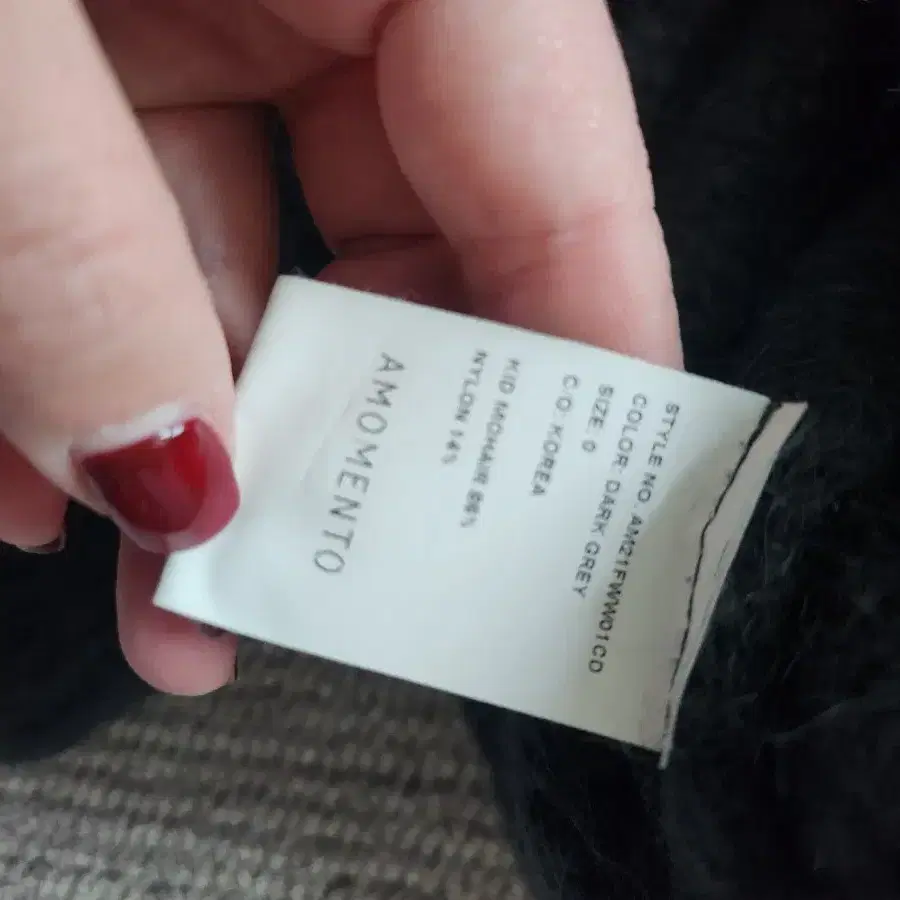 STYLE NO. AM21FWW01CD
COLOR: DARK GREY
SIZE: 0
C.O: KOREA
KID MOHAIR 86%
NYLON 14%
AMOMENTO